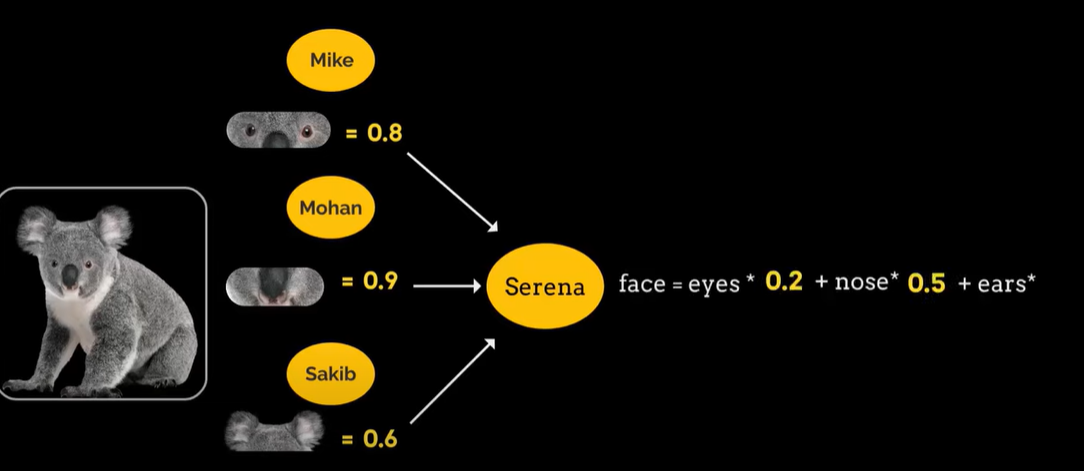 Mike
= 0.8
Mohan
= 0.9
Serena
face = eyes * 0.2 + nose* 0.5 + ears*
Sakib
= 0.6